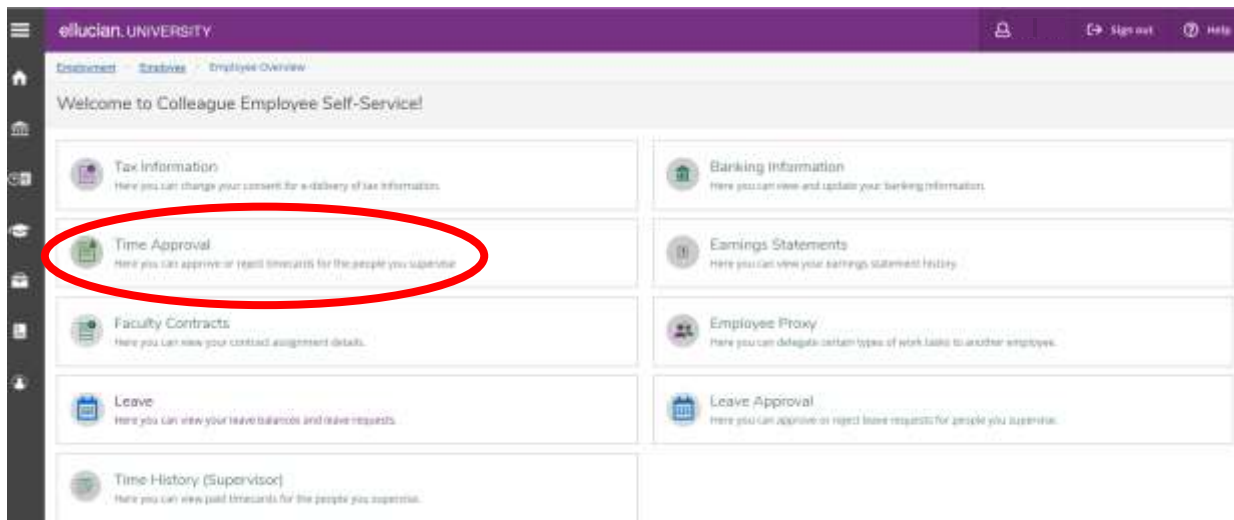 ellucian. UNIVERSITY
Sign out
Help
Employment Employee Employee Overview
Welcome to Colleague Employee Self-Service!
Tax Information
Here you can change your consent for e-delivery of tax information.
Banking Information
Here you can view and update your banking information.
Time Approval
Here you can approve or reject timecards for the people you supervise
Earnings Statements
Here you can view your earnings statement history.
Faculty Contracts
Here you can view your contract assignment details.
Employee Proxy
Here you can delegate certain types of work tasks to another employee.
Leave
Here you can view your leave balances and leave requests.
Leave Approval
Here you can approve or reject leave requests for people you supervise.
Time History (Supervisor)
Here you can view paid timecards for the people you supervise.